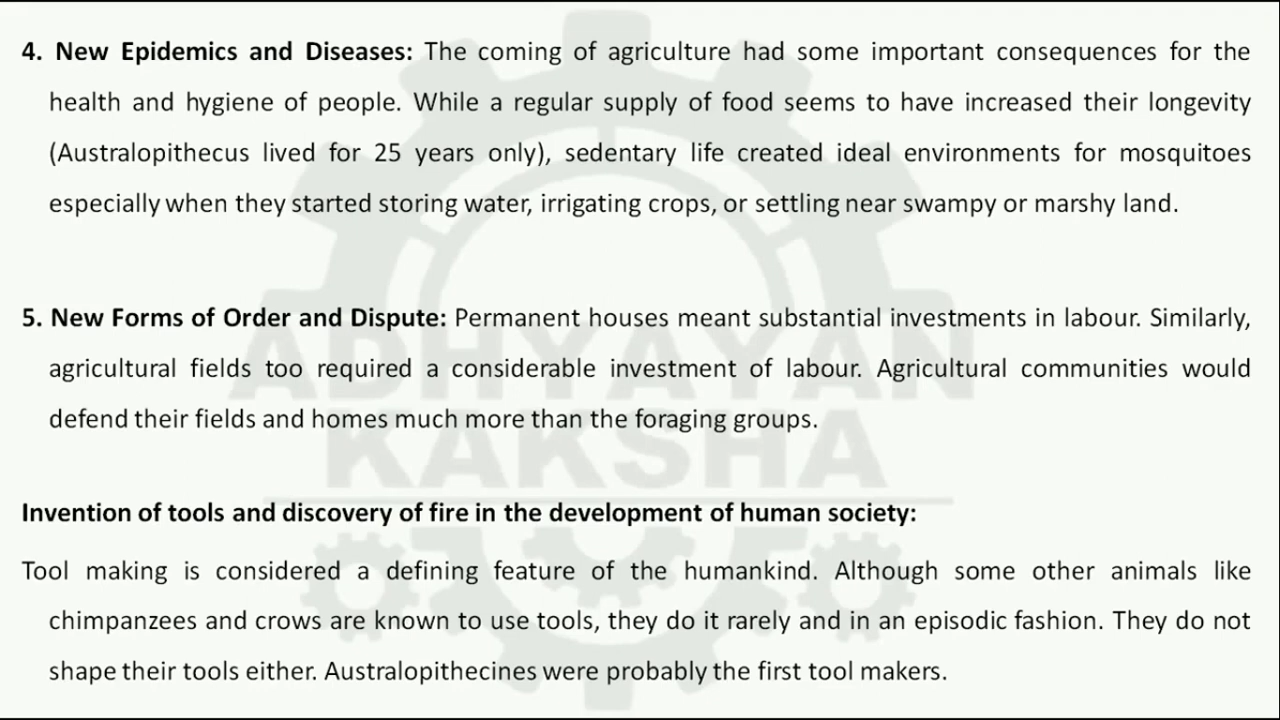 4. New Epidemics and Diseases: The coming of agriculture had some important consequences for the
health and hygiene of people. While a regular supply of food seems to have increased their longevity
(Australopithecus lived for 25 years only), sedentary life created ideal environments for mosquitoes
especially when they started storing water, irrigating crops, or settling near swampy or marshy land.
5. New Forms of Order and Dispute: Permanent houses meant substantial investments in labour. Similarly,
agricultural fields too required a considerable investment of labour. Agricultural communities would
defend their fields and homes much more than the foraging groups.
ADHYAYAN
KAKSHA
Invention of tools and discovery of fire in the development of human society:
Tool making is considered a defining feature of the humankind. Although some other animals like
chimpanzees and crows are known to use tools, they do it rarely and in an episodic fashion. They do not
shape their tools either. Australopithecines were probably the first tool makers.